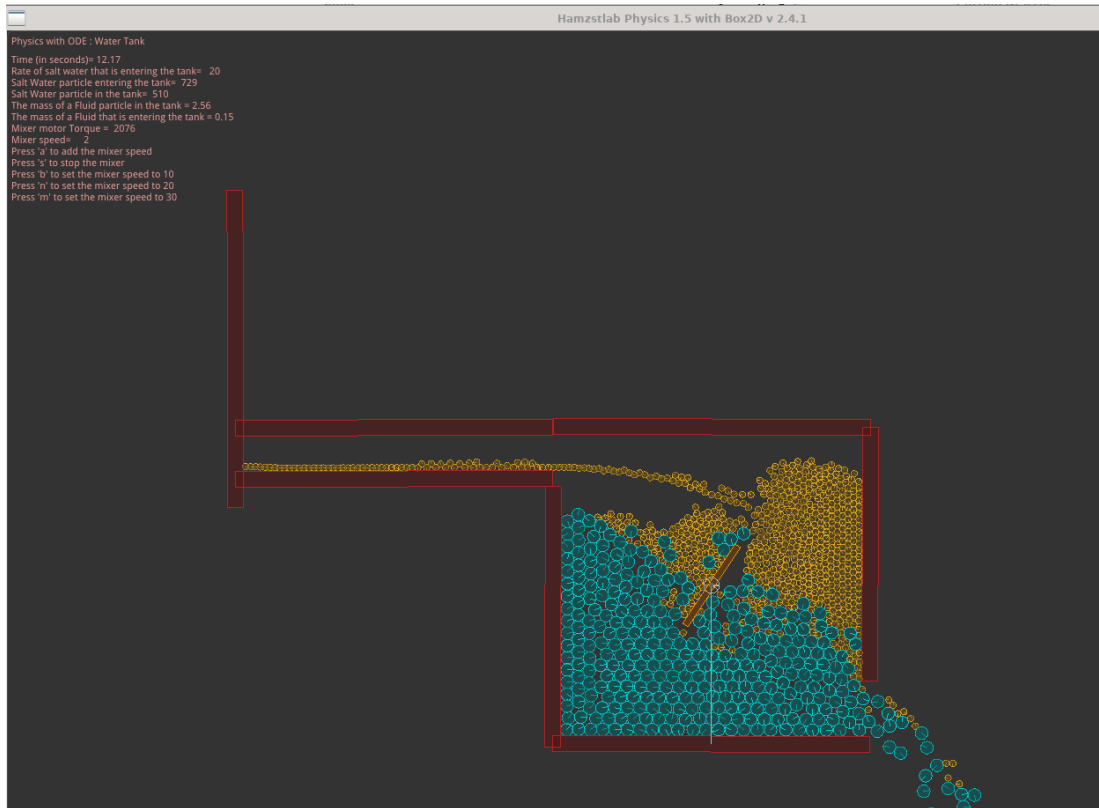 Hamzstlab Physics 1.5 with Box2D v 2.4.1
Physics with ODE : Water Tank
Time (in seconds)= 12.17
Rate of salt water that is entering the tank= 20
Salt Water particle entering the tank= 729
Salt Water particle in the tank= 510
The mass of a Fluid particle in the tank = 2.56
The mass of a Fluid that is entering the tank = 0.15
Mixer motor Torque = 2076
Mixer speed= 2
Press 'a' to add the mixer speed
Press 's' to stop the mixer
Press 'b' to set the mixer speed to 10
Press 'n' to set the mixer speed to 20
Press 'm' to set the mixer speed to 30